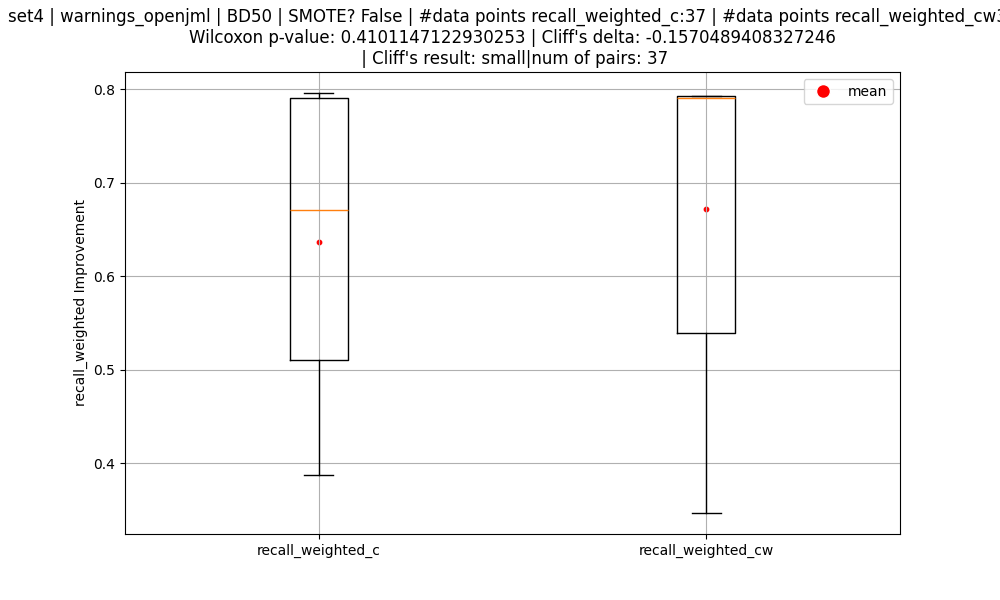 set4 | warnings_openjml | BD50 | SMOTE? False | #data points recall_weighted_c:37 | #data points recall_weighted_cw
Wilcoxon p-value: 0.4101147122930253 | Cliff's delta: -0.1570489408327246
| Cliff's result: small|num of pairs: 37
mean
0.8
0.7
0.6
0.5
0.4
recall_weighted Improvement
recall_weighted_c
recall_weighted_cw